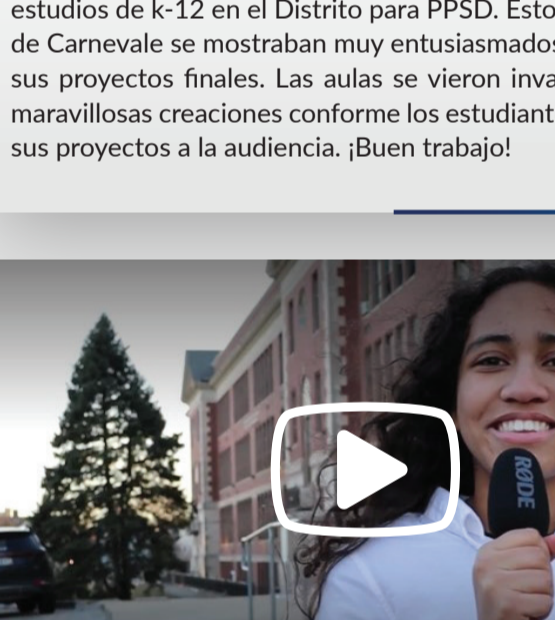 estudios de k-12 en el Distrito para PPSD. Esto
de Carnevale se mostraban muy entusiasmados
sus proyectos finales. Las aulas se vieron inva
maravillosas creaciones conforme los estudiant
sus proyectos a la audiencia. ¡Buen trabajo!
RØDE